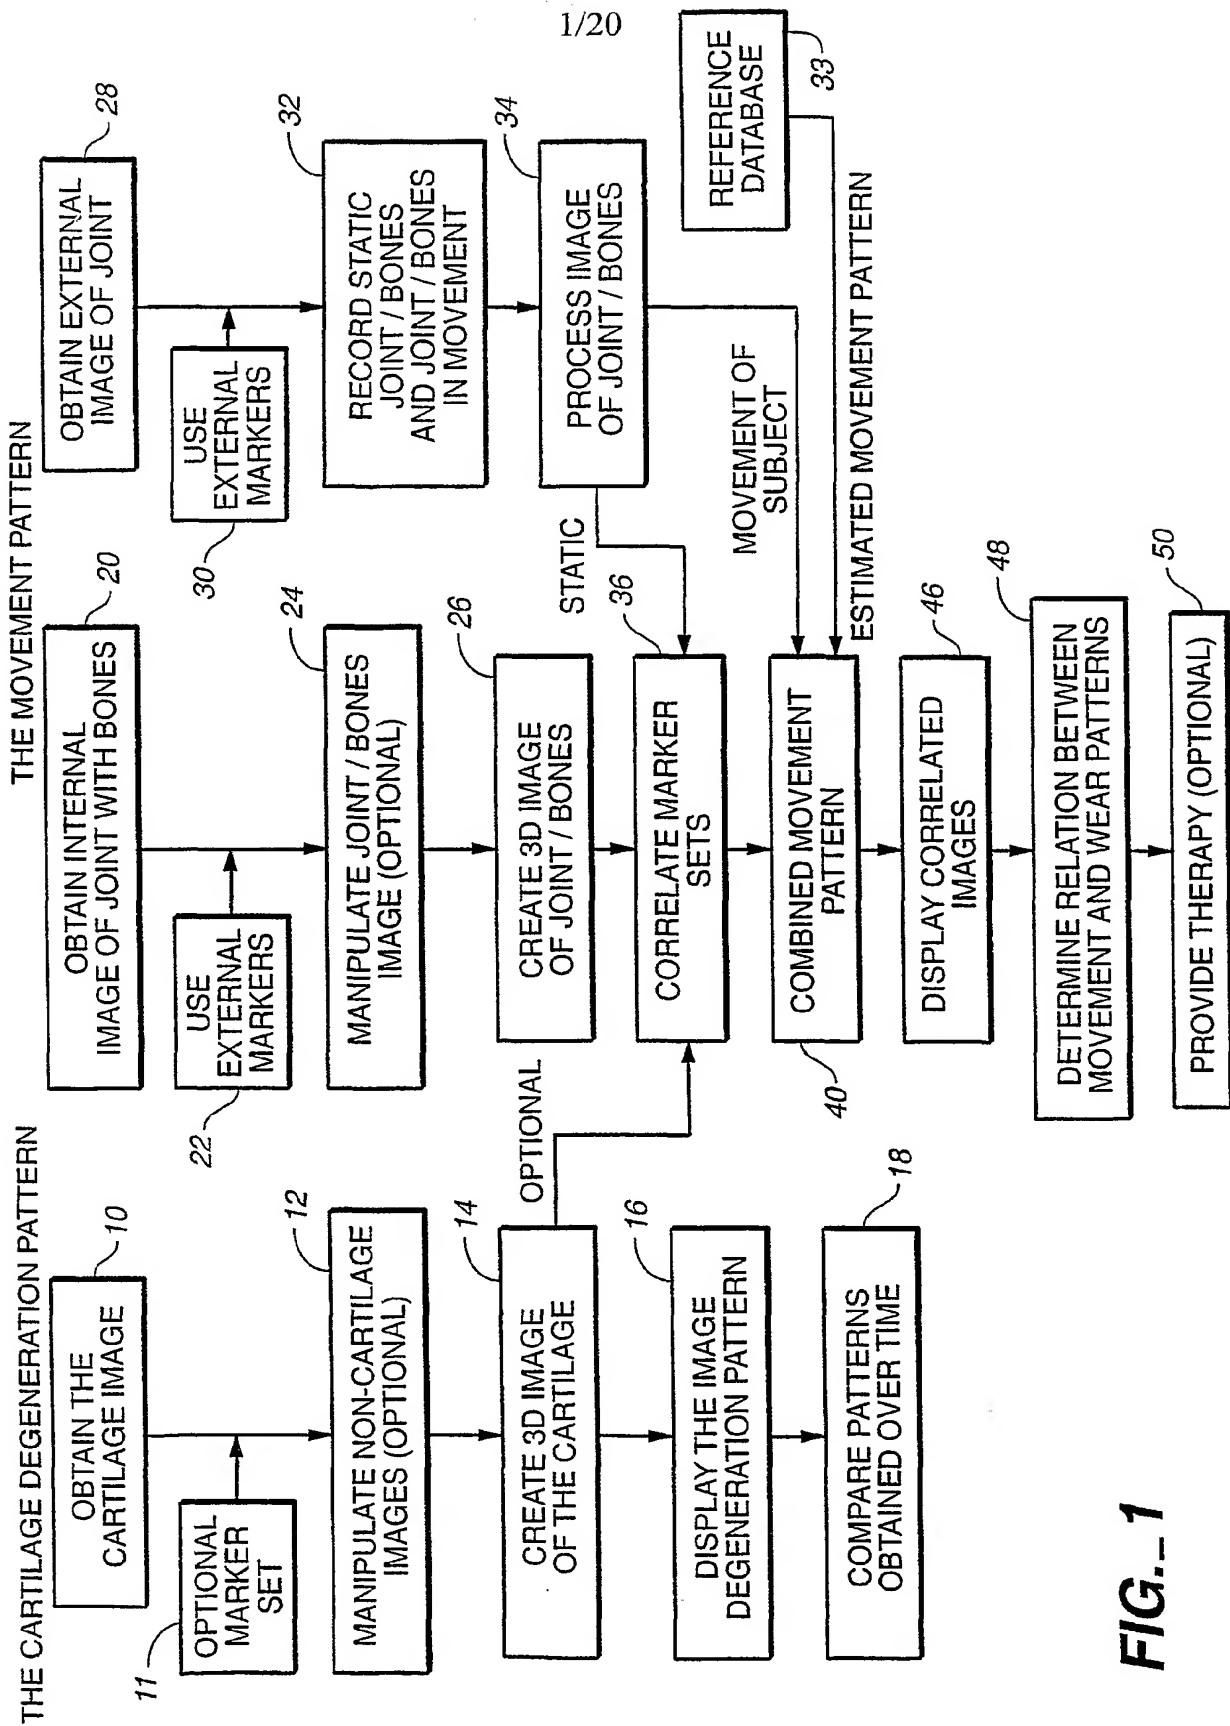 1/20
THE CARTILAGE DEGENERATION PATTERN
10
OBTAIN THE
CARTILAGE IMAGE
11
OPTIONAL
MARKER
SET
12
MANIPULATE NON-CARTILAGE
IMAGES (OPTIONAL)
14
CREATE 3D IMAGE
OF THE CARTILAGE
OPTIONAL
16
DISPLAY THE IMAGE
DEGENERATION PATTERN
18
COMPARE PATTERNS
OBTAINED OVER TIME
THE MOVEMENT PATTERN
20
OBTAIN INTERNAL
IMAGE OF JOINT WITH BONES
22
USE
EXTERNAL
MARKERS
24
MANIPULATE JOINT / BONES
IMAGE (OPTIONAL)
26
CREATE 3D IMAGE
OF JOINT / BONES
36
CORRELATE MARKER
SETS
40
COMBINED MOVEMENT
PATTERN
46
DISPLAY CORRELATED
IMAGES
48
DETERMINE RELATION BETWEEN
MOVEMENT AND WEAR PATTERNS
50
PROVIDE THERAPY (OPTIONAL)
28
OBTAIN EXTERNAL
IMAGE OF JOINT
30
USE
EXTERNAL
MARKERS
32
RECORD STATIC
JOINT / BONES
AND JOINT / BONES
IN MOVEMENT
34
PROCESS IMAGE
OF JOINT / BONES
STATIC
MOVEMENT OF
SUBJECT
33
REFERENCE
DATABASE
ESTIMATED MOVEMENT PATTERN
FIG._1